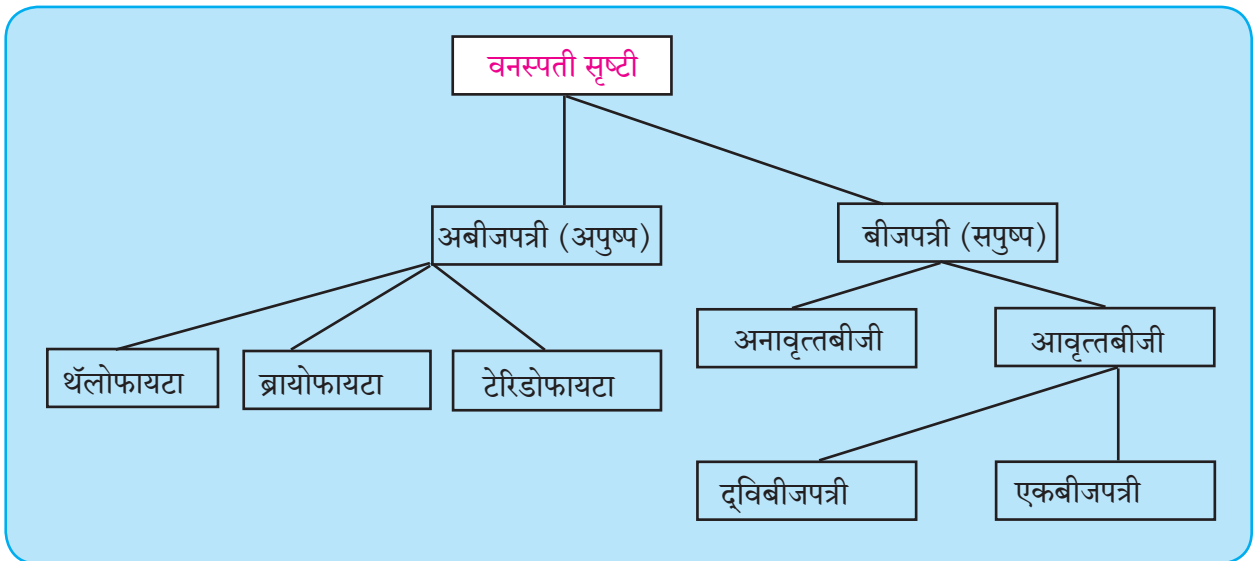 वनस्पती सृष्टी
अबीजपत्री (अपुष्प)
बीजपत्री (सपुष्प)
अनावृत्तबीजी
आवृत्तबीजी
थॅलोफायटा
ब्रायोफायटा
टेरिडोफायटा
द्विबीजपत्री
एकबीजपत्री